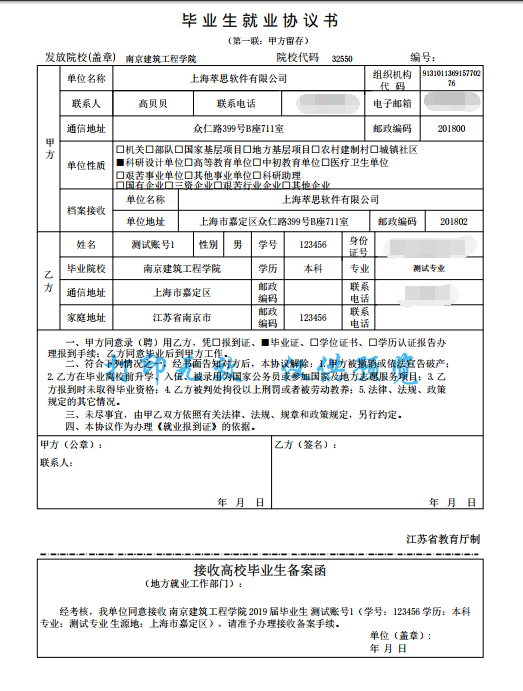 毕业生就业协议书
（第一联：甲方留存）
发放院校(盖章) 南京建筑工程学院 院校代码 32550 编号：
甲方
单位名称 上海萃思软件有限公司 组织机构代 码 913101136915770276
联系人 高贝贝 联系电话 电子邮箱
通信地址 众仁路399号B座711室 邮政编码 201800
单位性质 □机关□部队□国家基层项目□地方基层项目□农村建制村□城镇社区
■科研设计单位□高等教育单位□中初教育单位□医疗卫生单位
□艰苦事业单位□其他事业单位□科研助理
□国有企业□三资企业□艰苦行业企业□其他企业
档案接收 单位名称 上海萃思软件有限公司
单位地址 上海市嘉定区众仁路399号B座711室 邮政编码 201802
乙方
姓名 测试账号1 性别 男 学号 123456 身份证号
毕业院校 南京建筑工程学院 学历 本科 专业 测试专业
通信地址 上海市嘉定区 邮政编码 联系电话
家庭地址 江苏省南京市 邮政编码 123456 联系电话
一、甲方同意录（聘）用乙方，凭□报到证、■毕业证、□学位证书、□学历认证报告办
理报到手续；乙方同意毕业后到甲方工作。
二、符合下列情况之一，经书面告知对方后，本协议解除：1.甲方被撤销或依法宣告破产；
2.乙方在毕业离校前升学、入伍、被录用为国家公务员或参加国家及地方志愿服务项目；3.乙
方报到时未取得毕业资格；4.乙方被判处拘役以上刑罚或者被劳动教养；5.法律、法规、政策
规定的其它情况。
三、未尽事宜，由甲乙双方依照有关法律、法规、规章和政策规定，另行约定。
四、本协议作为办理《就业报到证》的依据。
甲方（公章）： 乙方（签名）：
联系人：
年 月 日 年 月 日
江苏省教育厅制
接收高校毕业生备案函
（地方就业工作部门）：
经考核，我单位同意接收 南京建筑工程学院 2019 届毕业生 测试账号1（学号：123456 学历：本科
专业：测试专业 生源地：上海市嘉定区），请准予办理接收备案手续。
单位（盖章）：
年 月 日